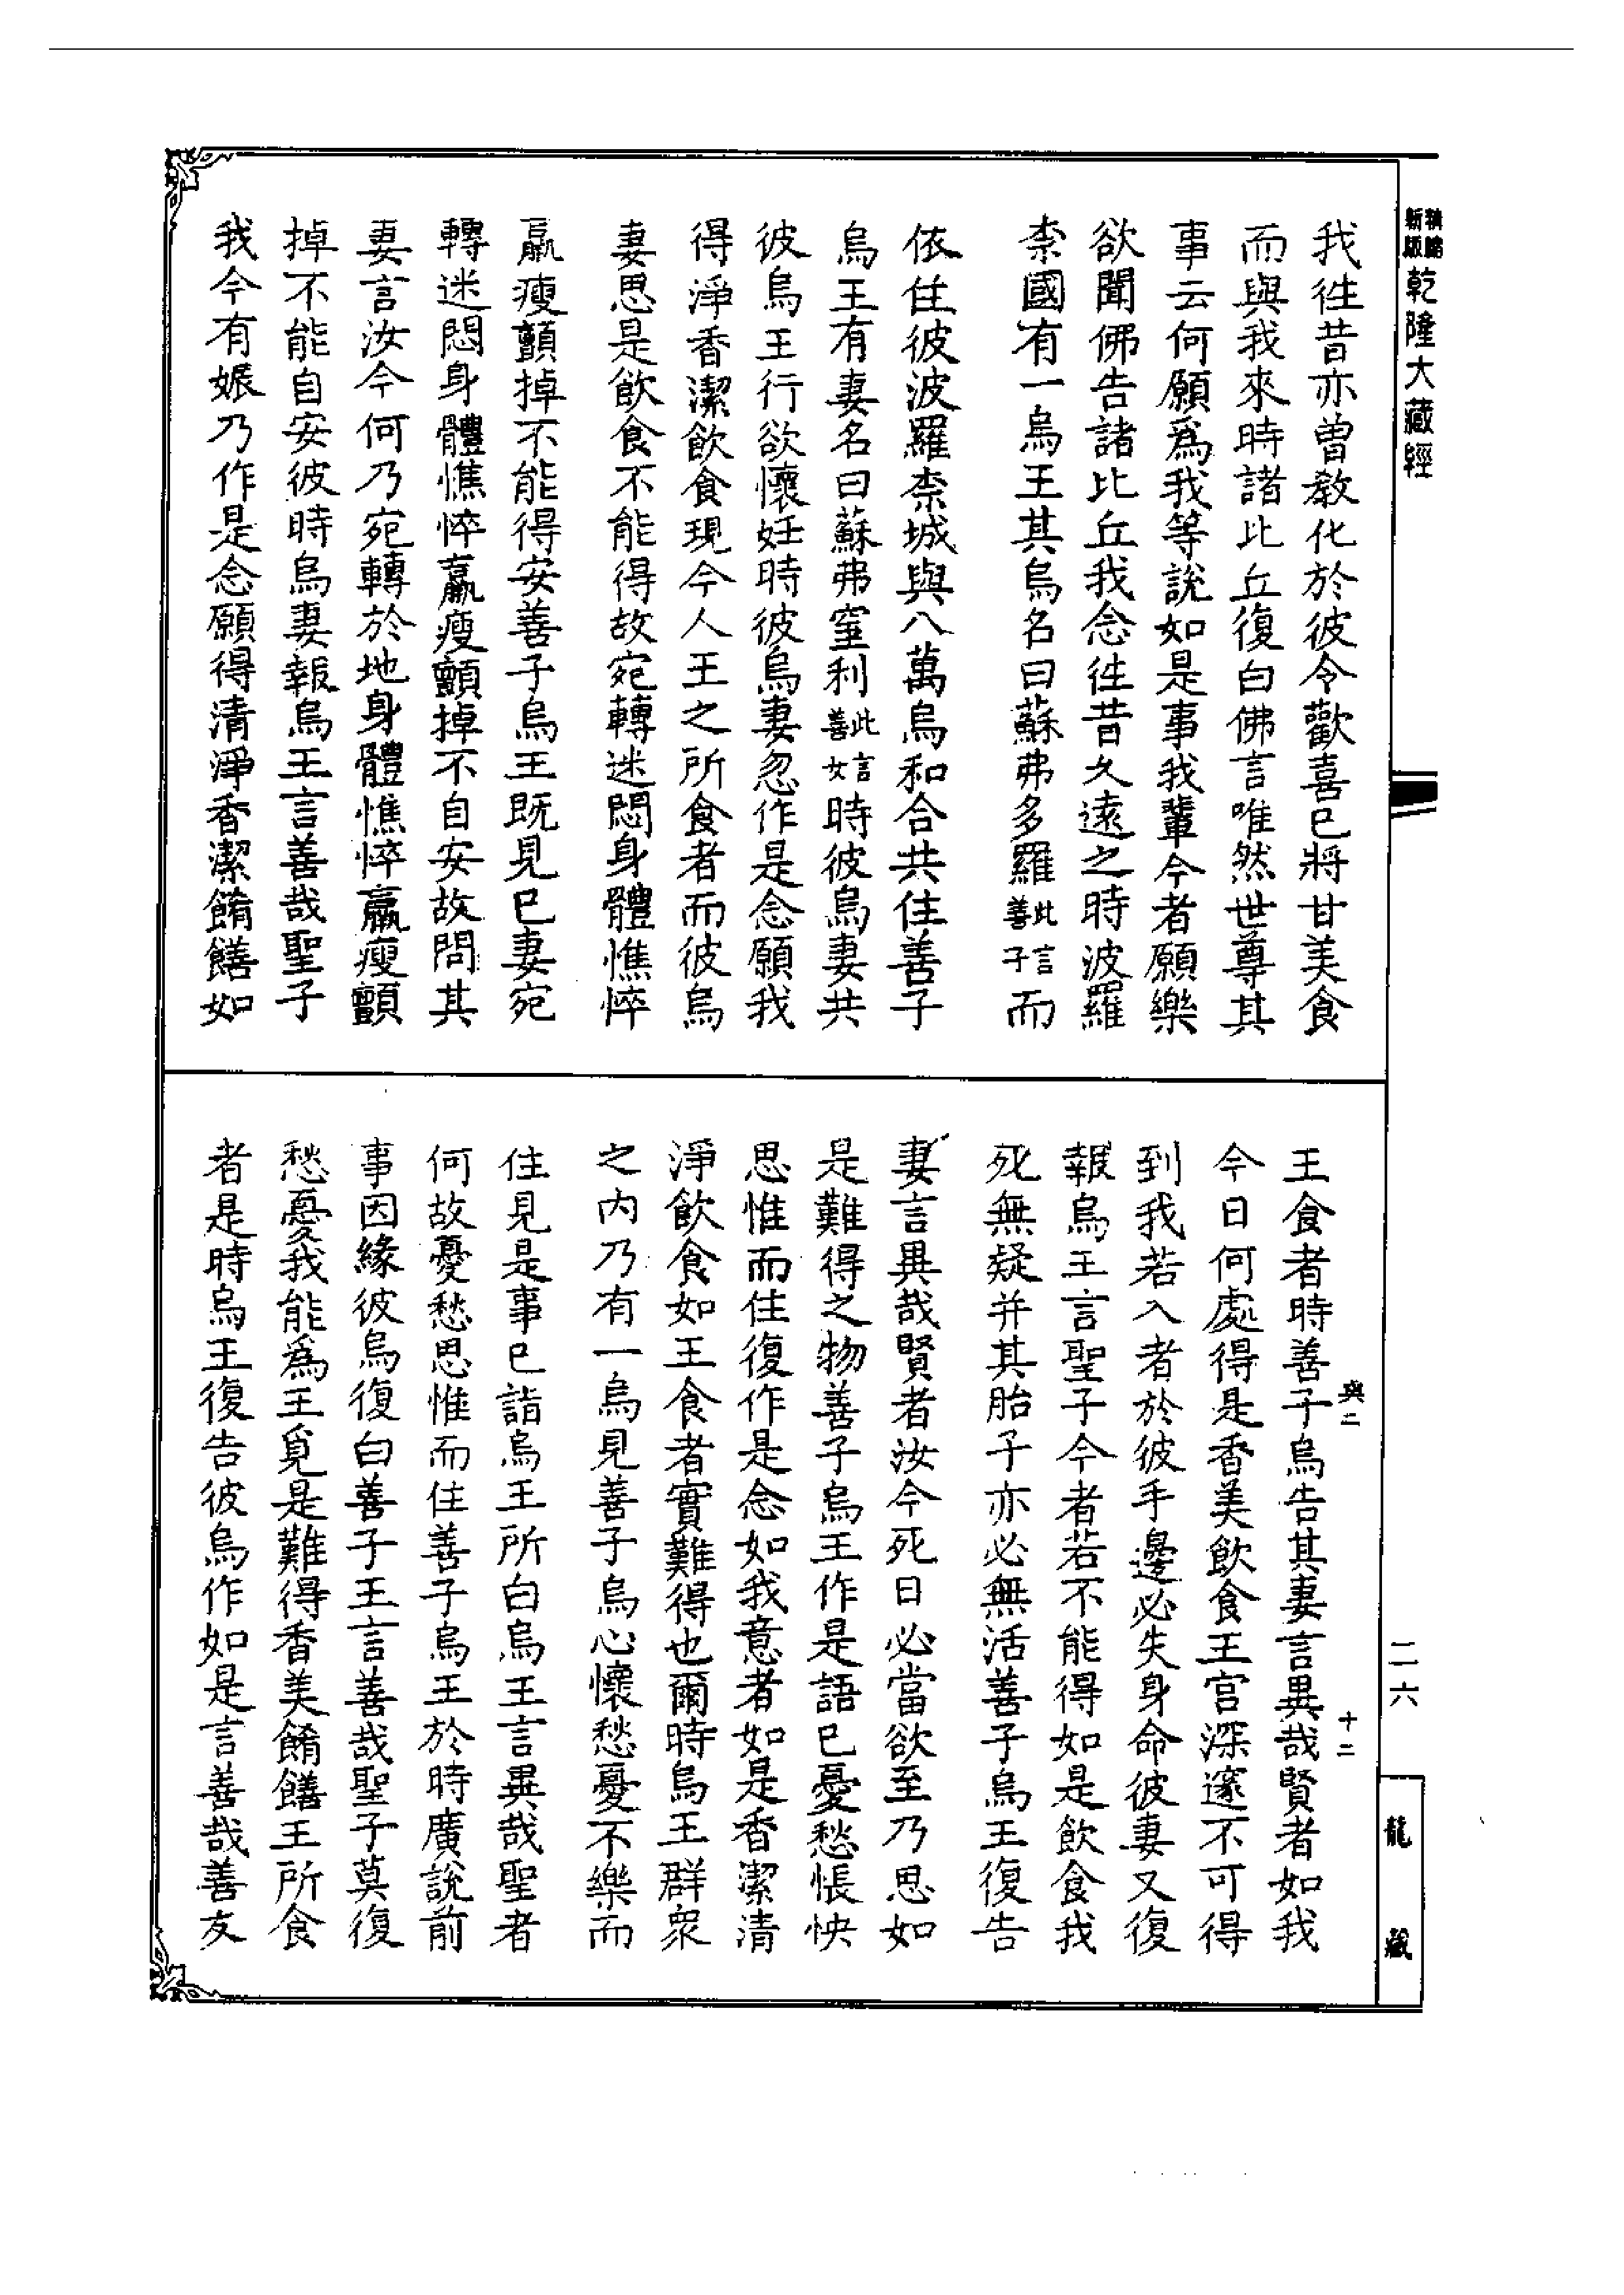 新編
新版
乾隆大藏經
我往昔亦曾教化於彼令歡喜已將甘美食
而與我來時諸比丘復白佛言唯然世尊其
事云何願為我等說如是事我輩今者願樂
欲聞佛告諸比丘我念往昔久遠之時波羅
柰國有一烏王其烏名曰蘇弗多羅此言善子而
依住彼波羅柰城與八萬烏和合共住善子
烏王有妻名曰蘇弗窒利此言善女時彼烏妻共
彼烏王行欲懷妊時彼烏妻忽作是念願我
得淨香潔飲食現今人王之所食者而彼烏
妻思是飲食不能得故宛轉迷悶身體憔悴
羸瘦顫掉不能得安善子烏王既見已妻宛
轉迷悶身體憔悴羸瘦顫掉不自安故問其
妻言汝今何乃宛轉於地身體憔悴羸瘦顫
掉不能自安彼時烏妻報烏王言善哉聖子
我今有娠乃作是念願得清淨香潔餚饍如
王食者時善子烏告其妻言異哉賢者如我
今日何處得是香美飲食王宮深邃不可得
到我若入者於彼手邊必失身命彼妻又復
報烏王言聖子今者若不能得如是飲食我
死無疑并其胎子亦必無活善子烏王復告
妻言異哉賢者汝今死日必當欲至乃思如
是難得之物善子烏王作是語已憂愁悵怏
思惟而住復作是念如我意者如是香潔清
淨飲食如王食者實難得也爾時烏王群眾
之內乃有一烏見善子烏心懷愁憂不樂而
住見是事已詣烏王所白烏王言異哉聖者
何故憂愁思惟而住善子烏王於時廣說前
事因緣彼烏復白善子王言善哉聖子莫復
愁憂我能為王覓是難得香美餚饍王所食
者是時烏王復告彼烏作如是言善哉善友
與二
十二
二六
龍藏